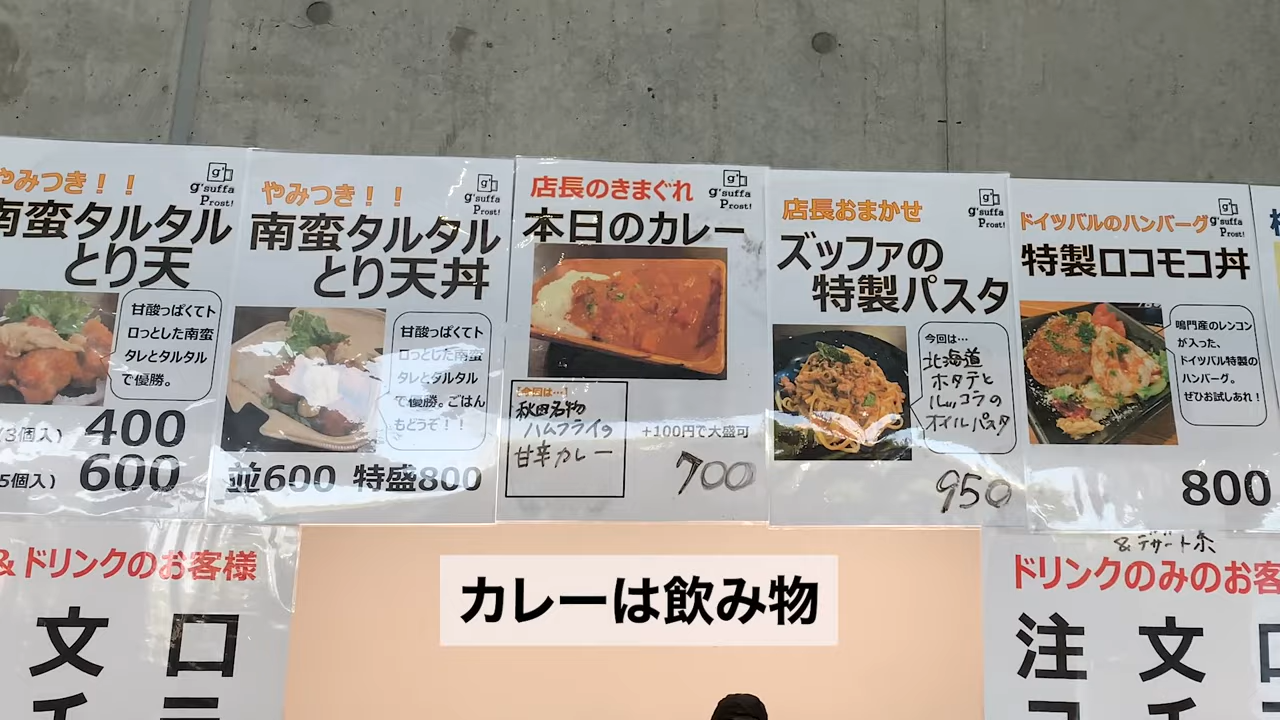 やみつき！！
南蛮タルタル
とり天
甘酸っぱくてト
ロっとした南蛮
タレとタルタル
で優勝。
(3個入) 400
5個入) 600
g'suffa
Prost!
やみつき！！
南蛮タルタル
とり天丼
甘酸っぱくてト
ロっとした南蛮
タレとタルタル
で優勝。ごはん
もどうぞ！！
並600 特盛800
g'suffa
Prost!
店長のきまぐれ
本日のカレー
今回は…
秋田名物
ハムフライの
甘辛カレー
+100円で大盛可
700
g'suffa
Prost!
店長おまかせ
ズッファの
特製パスタ
今回は…
北海道
ホタテと
ルッコラの
オイルパスタ
950
g'suffa
Prost!
ドイツバルのハンバーグ
特製ロコモコ丼
鳴門産のレンコン
が入った、
ドイツバル特製の
ハンバーグ。
ぜひお試しあれ！
800
g'suffa
Prost!
&ドリンクのお客様
文 口
カレーは飲み物
&デザート系
ドリンクのみのお客
注 文